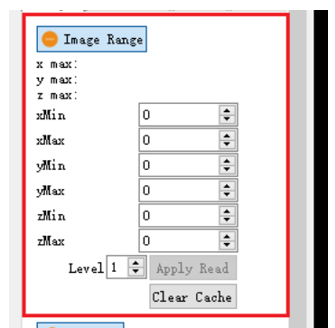 Image Range
x max:
y max:
z max:
xMin 0
xMax 0
yMin 0
yMax 0
zMin 0
zMax 0
Level 1 Apply Read
Clear Cache